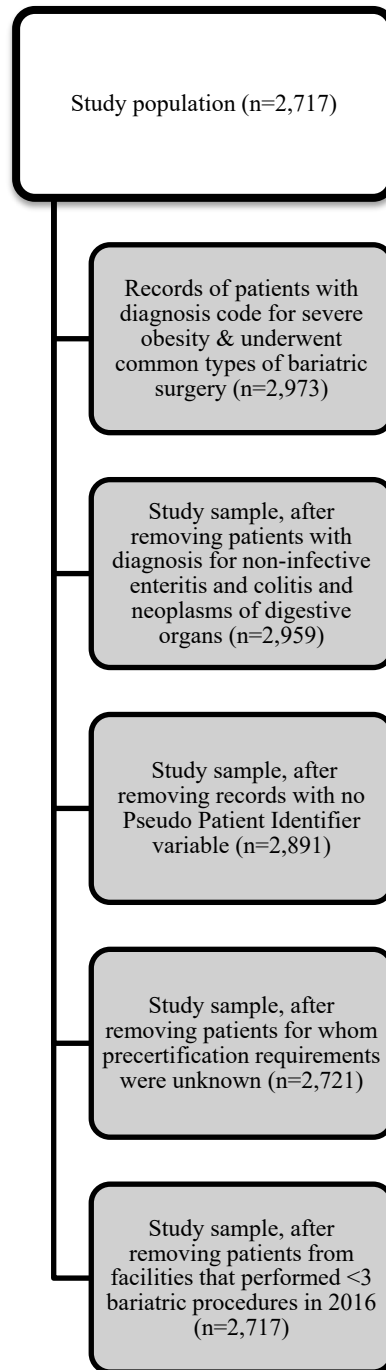 Study population (n=2,717)
Records of patients with
diagnosis code for severe
obesity & underwent
common types of bariatric
surgery (n=2,973)
Study sample, after
removing patients with
diagnosis for non-infective
enteritis and colitis and
neoplasms of digestive
organs (n=2,959)
Study sample, after
removing records with no
Pseudo Patient Identifier
variable (n=2,891)
Study sample, after
removing patients for whom
precertification requirements
were unknown (n=2,721)
Study sample, after
removing patients from
facilities that performed <3
bariatric procedures in 2016
(n=2,717)